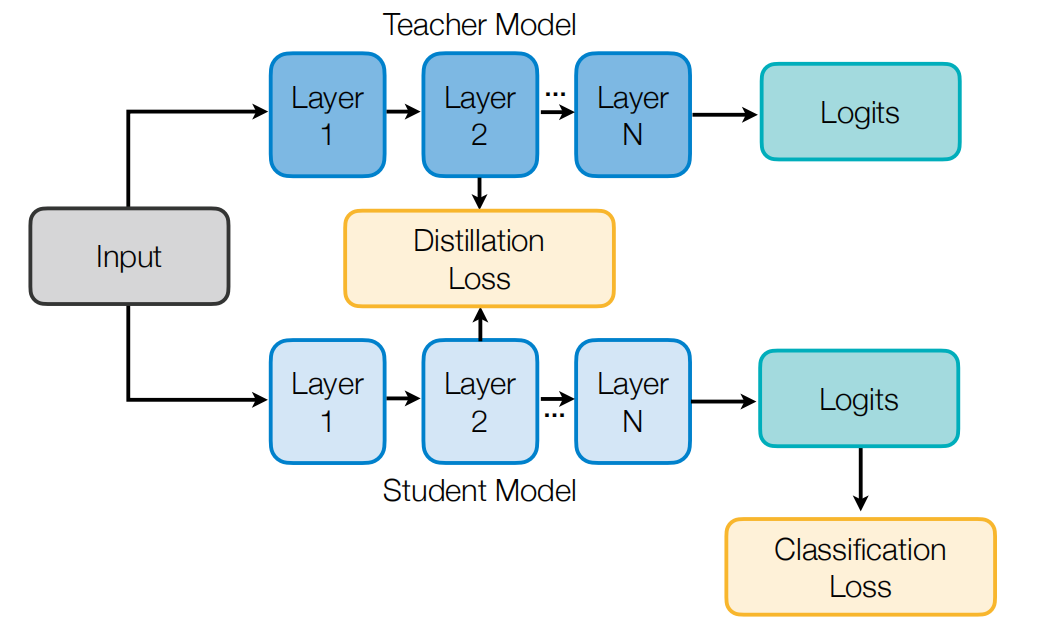 Teacher Model
Layer
1
Layer
2
...
Layer
N
Logits
Input
Distillation
Loss
Layer
1
Layer
2
...
Layer
N
Logits
Student Model
Classification
Loss